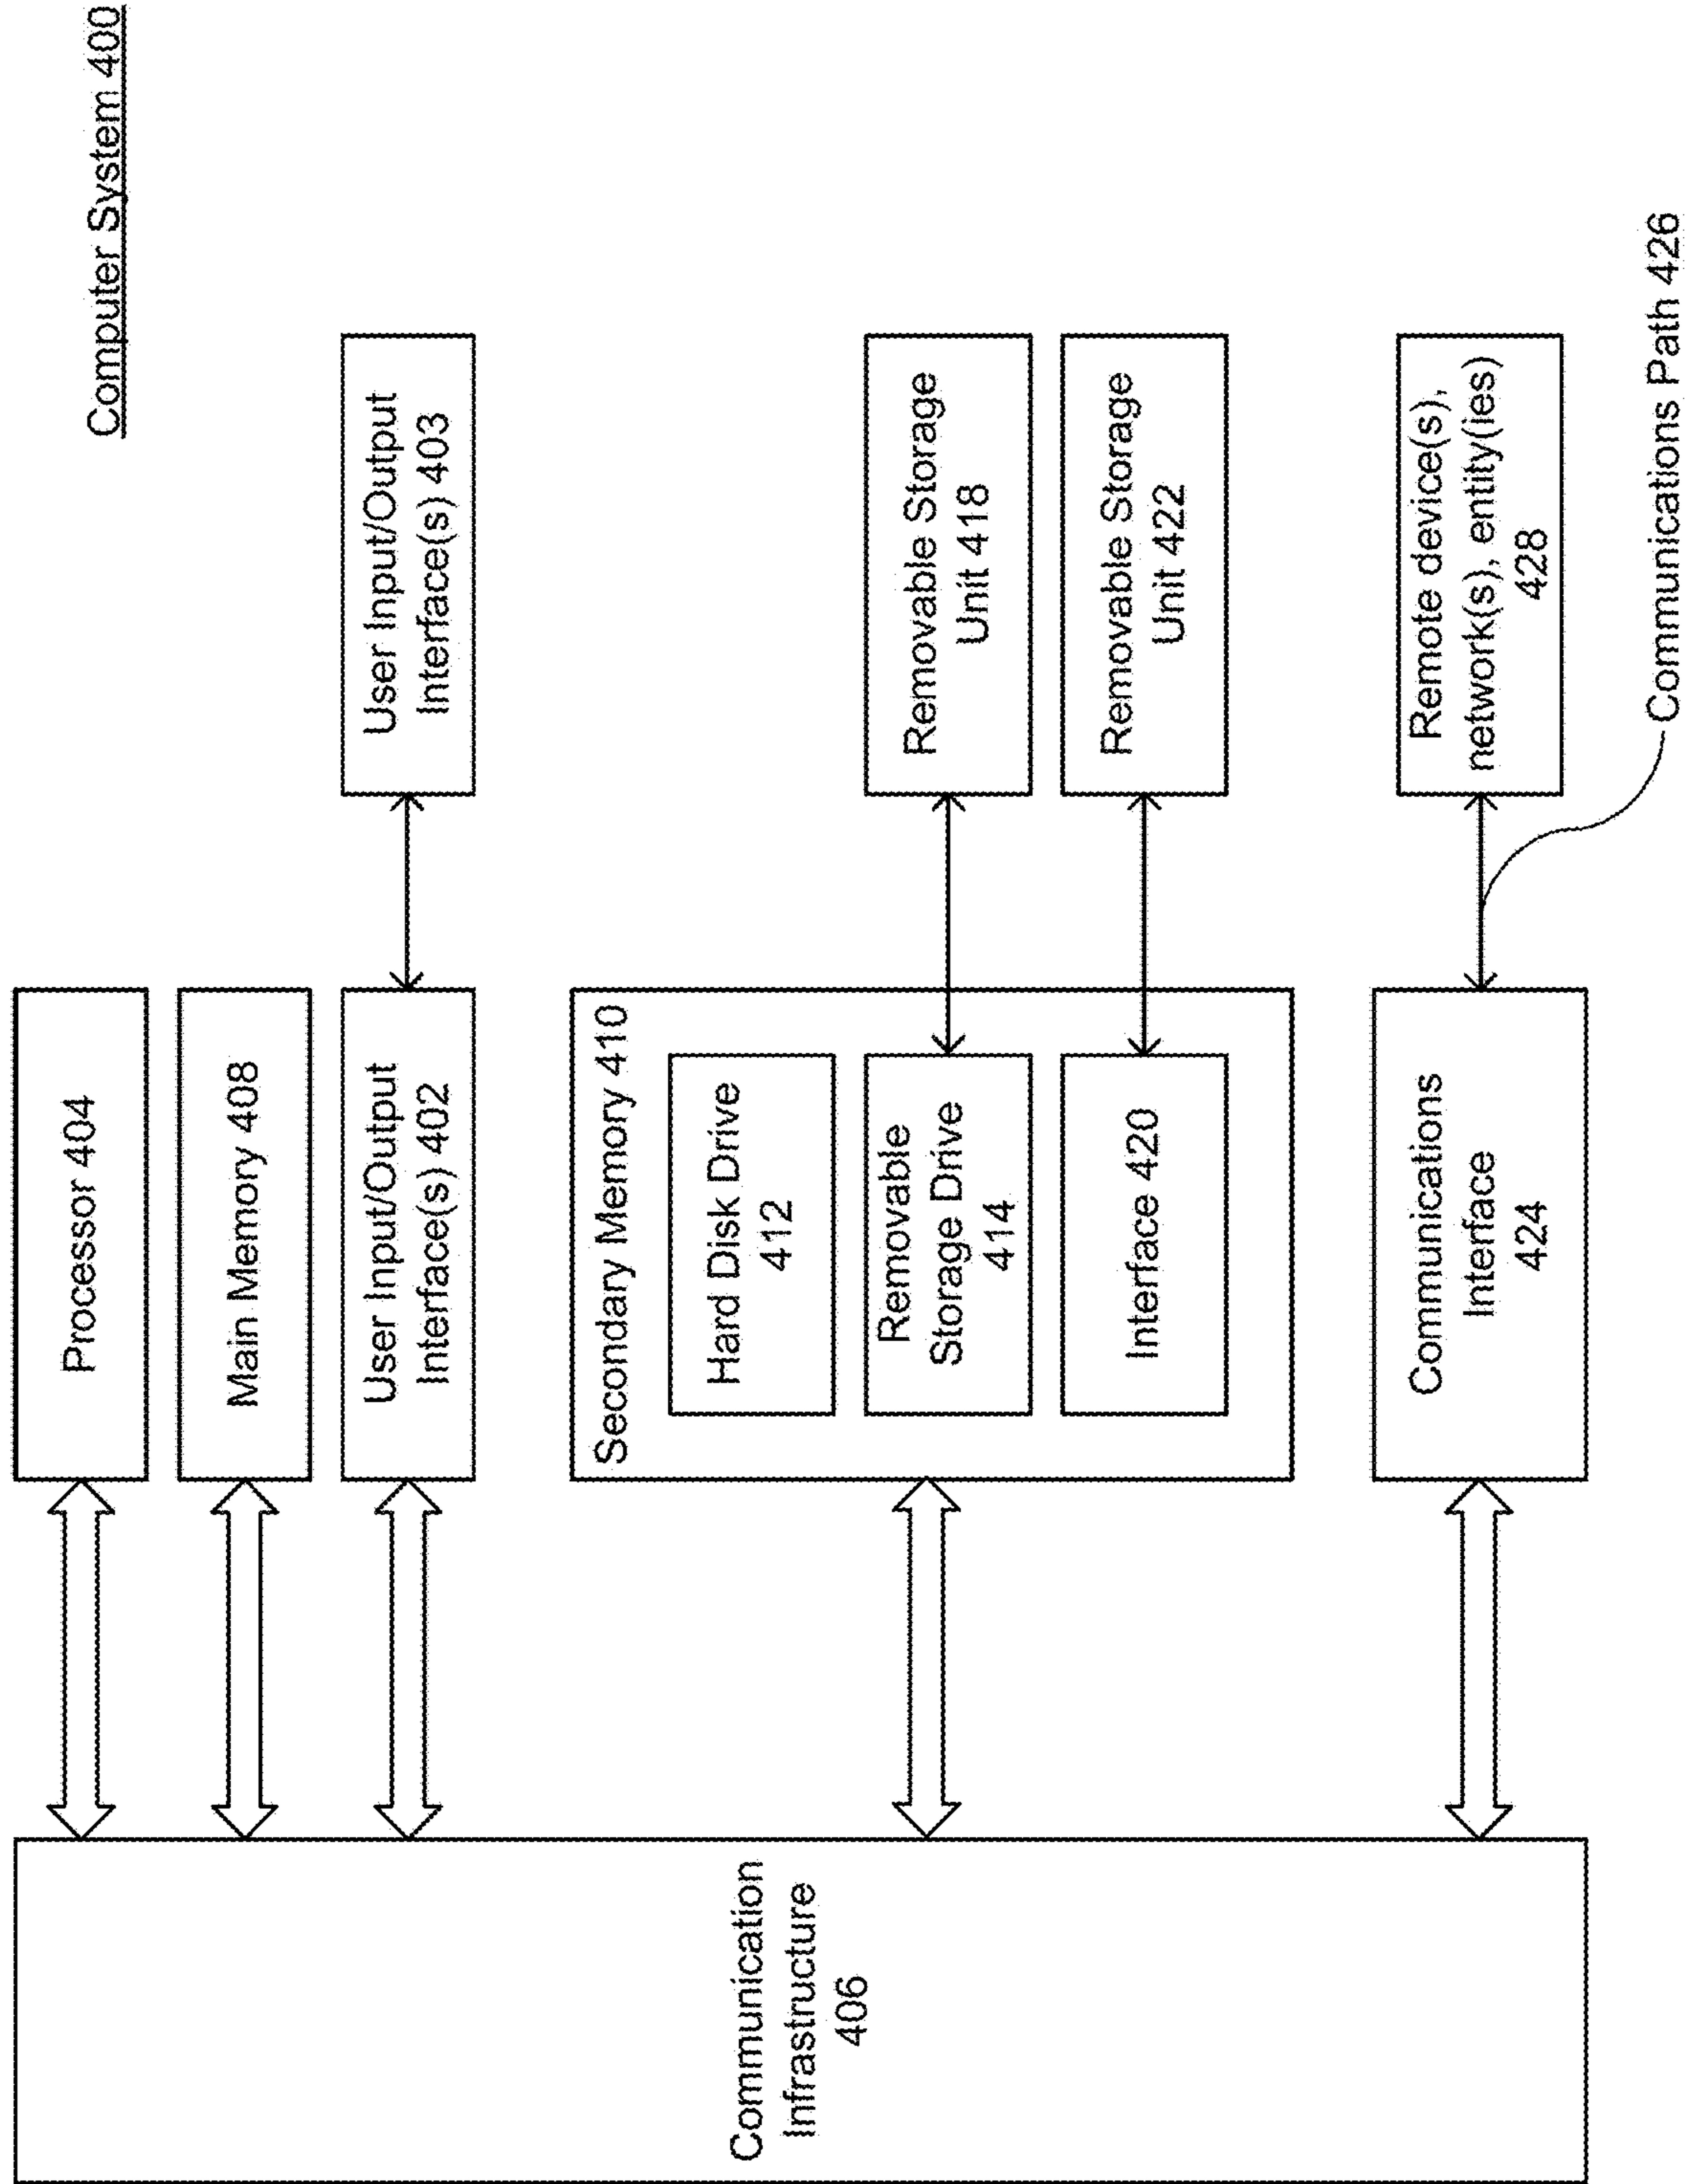 Computer System 400
Processor 404
Main Memory 408
User Input/Output
Interface(s) 402
User Input/Output
Interface(s) 403
Communication
Infrastructure
406
Secondary Memory 410
Hard Disk Drive
412
Removable
Storage Drive
414
Removable Storage
Unit 418
Interface 420
Removable Storage
Unit 422
Communications
Interface
424
Remote device(s),
network(s), entity(ies)
428
Communications Path 426